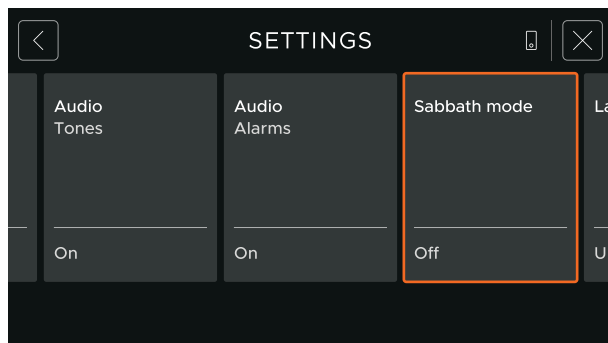 SETTINGS
Audio
Tones
On
Audio
Alarms
On
Sabbath mode
Off